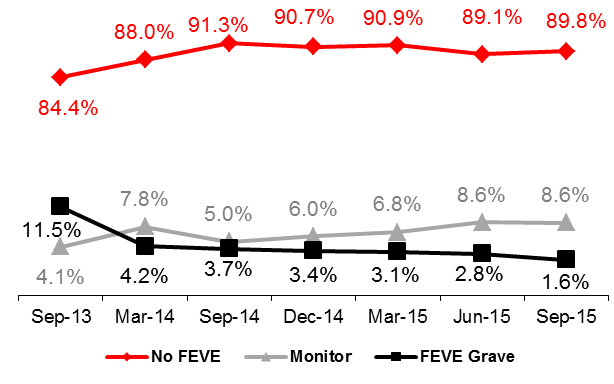 91.3% 90.7% 90.9% 89.1% 89.8%
88.0%
84.4%
7.8% 5.0% 6.0% 6.8% 8.6% 8.6%
11.5%
4.1% 4.2% 3.7% 3.4% 3.1% 2.8% 1.6%
Sep-13 Mar-14 Sep-14 Dec-14 Mar-15 Jun-15 Sep-15
No FEVE Monitor FEVE Grave